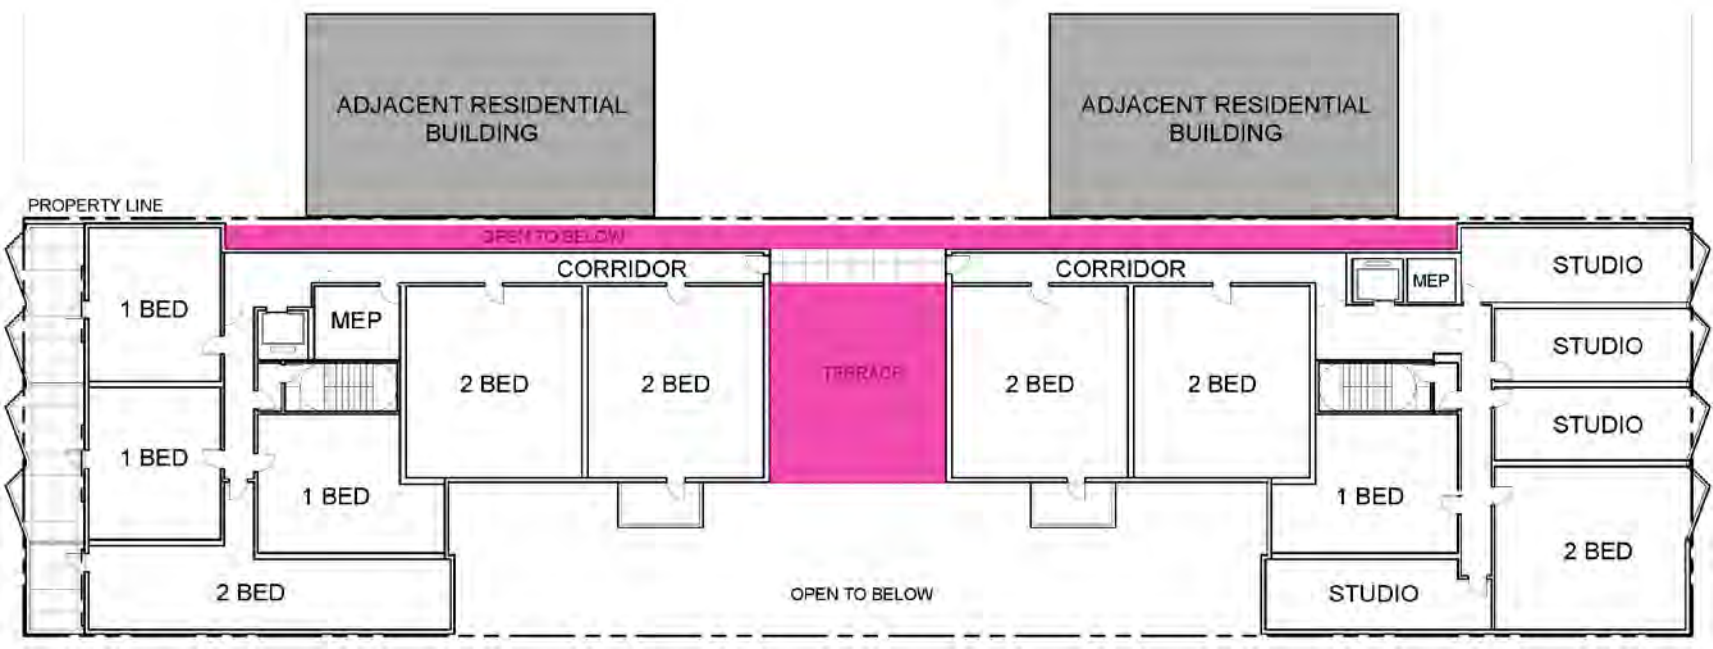 ADJACENT RESIDENTIAL
BUILDING
ADJACENT RESIDENTIAL
BUILDING
PROPERTY LINE
OPEN TO BELOW
CORRIDOR
CORRIDOR
STUDIO
MEP
1 BED
MEP
STUDIO
2 BED
2 BED
TERRACE
2 BED
2 BED
STUDIO
1 BED
1 BED
1 BED
2 BED
2 BED
OPEN TO BELOW
STUDIO